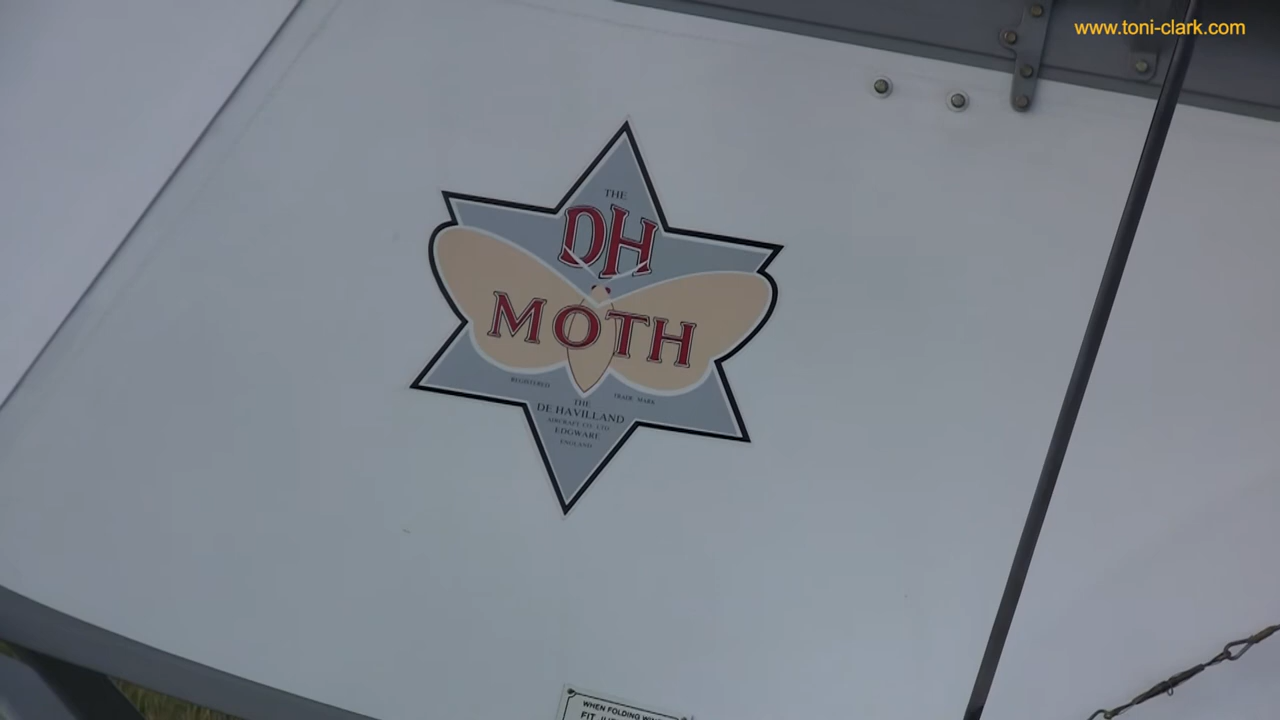 www.toni-clark.com
THE
DH
MOTH
REGISTERED TRADE MARK
THE
DE HAVILLAND
AIRCRAFT CO. LTD.
EDGWARE
ENGLAND
WHEN FOLDING
FIT